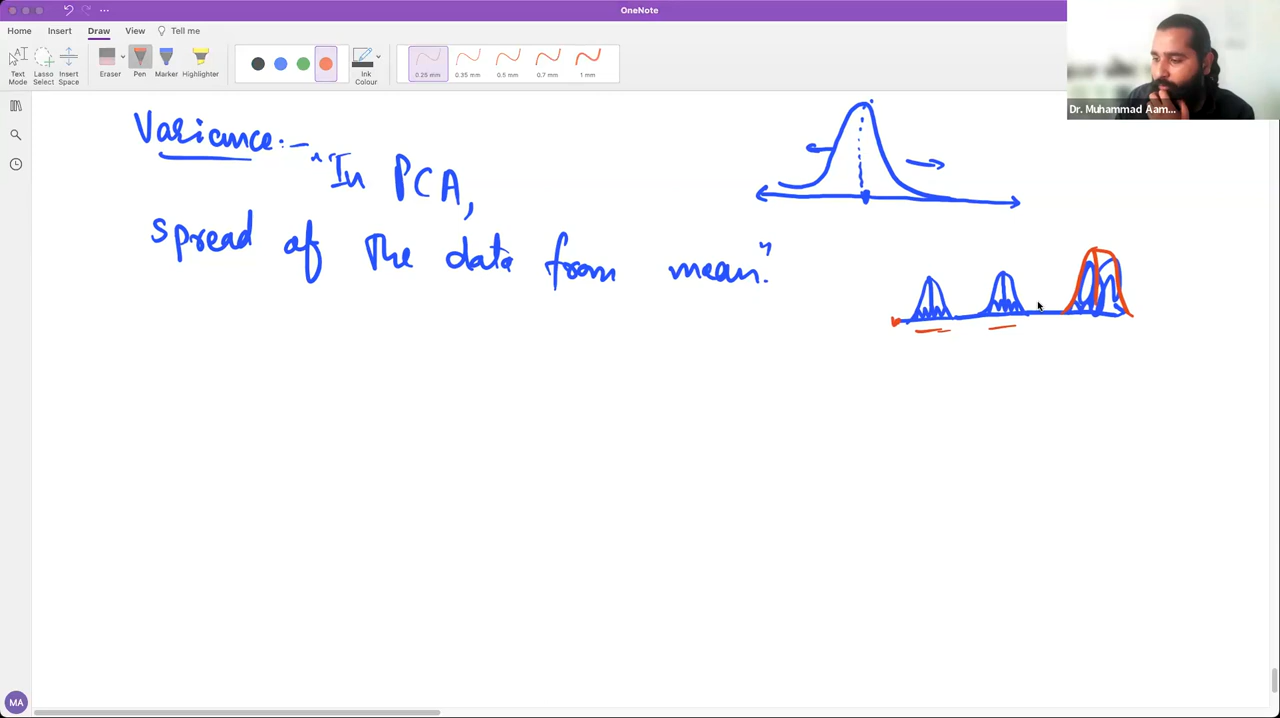 OneNote
Home Insert Draw View Tell me
Text Mode Lasso Select Insert Space Eraser Pen Marker Highlighter Ink Colour 0.25 mm 0.35 mm 0.5 mm 0.7 mm 1 mm
Dr. Muhammad Aam...
Variance:- "In PCA,
spread of the data from mean."
MA